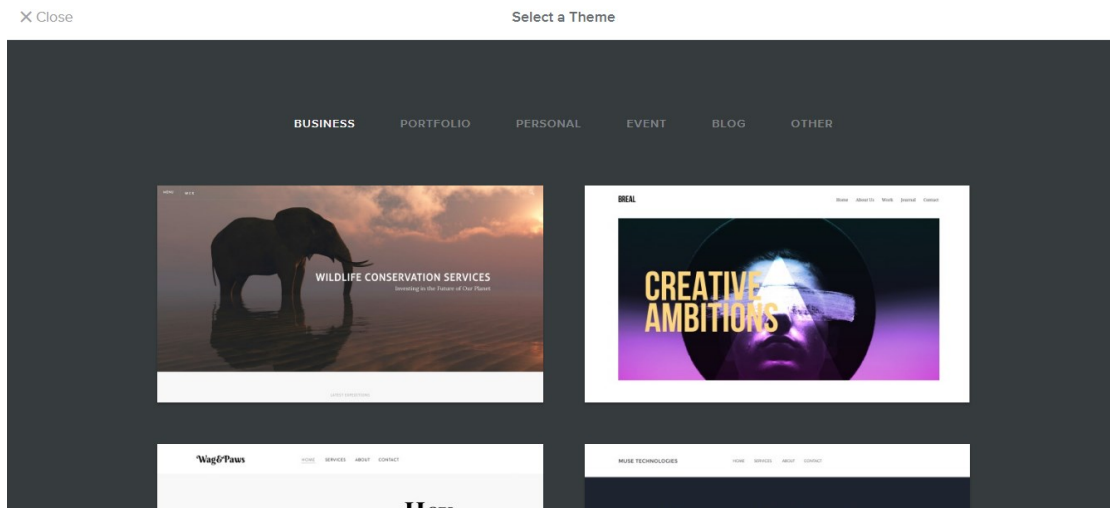 × Close
Select a Theme
BUSINESS PORTFOLIO PERSONAL EVENT BLOG OTHER
MENU
WILDLIFE CONSERVATION SERVICES
Investing in the Future of Our Planet
BREAL
Home About Us Work Journal Contact
CREATIVE
AMBITIONS
Wag&Paws
HOME SERVICES ABOUT CONTACT
MUSE TECHNOLOGIES
HOME SERVICES ABOUT CONTACT